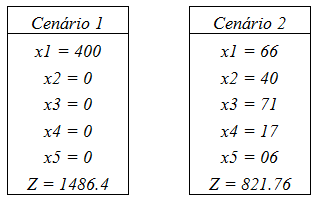 Cenário 1
x1 = 400
x2 = 0
x3 = 0
x4 = 0
x5 = 0
Z = 1486.4
Cenário 2
x1 = 66
x2 = 40
x3 = 71
x4 = 17
x5 = 06
Z = 821.76